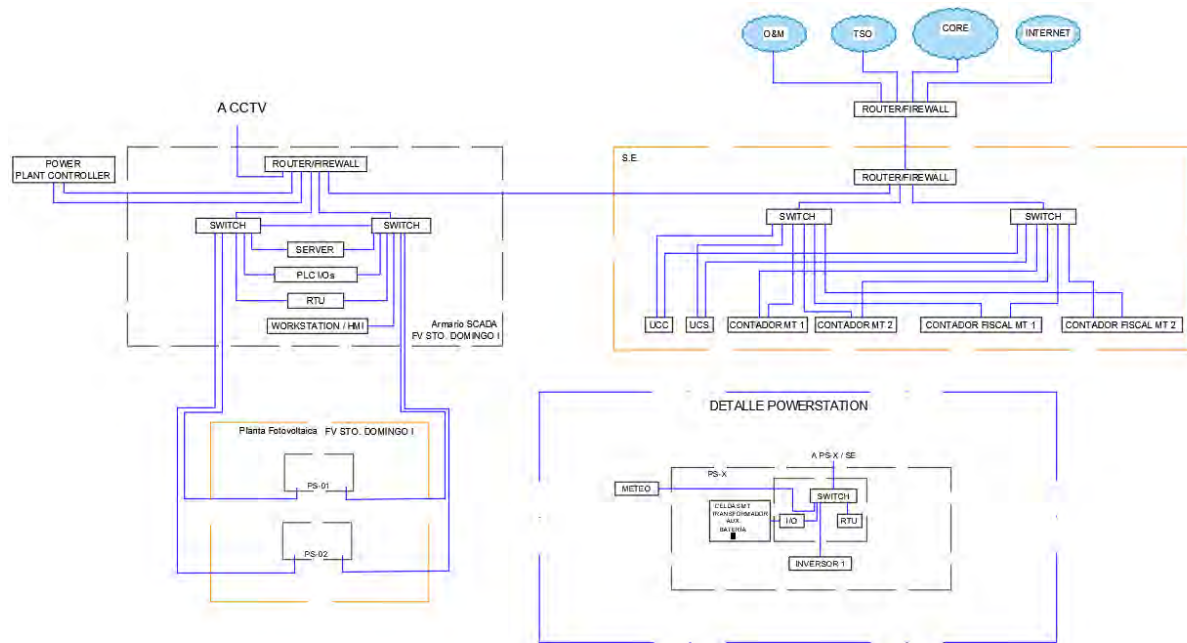 O&M
TSO
CORE
INTERNET
ROUTER/FIREWALL
A CCTV
POWER
PLANT CONTROLLER
ROUTER/FIREWALL
SWITCH
SWITCH
SERVER
PLC I/Os
RTU
WORKSTATION / HMI
Armario SCADA
FV STO. DOMINGO I
S.E.
ROUTER/FIREWALL
SWITCH
SWITCH
UCC
UCS
CONTADOR MT 1
CONTADOR MT 2
CONTADOR FISCAL MT 1
CONTADOR FISCAL MT 2
Planta Fotovoltaica FV STO. DOMINGO I
PS-01
PS-02
DETALLE POWERSTATION
A PS-X / SE
PS-X
METEO
SWITCH
CELDAS MT
TRANSFORMADOR
AUX.
BATERÍA
I/O
RTU
INVERSOR 1